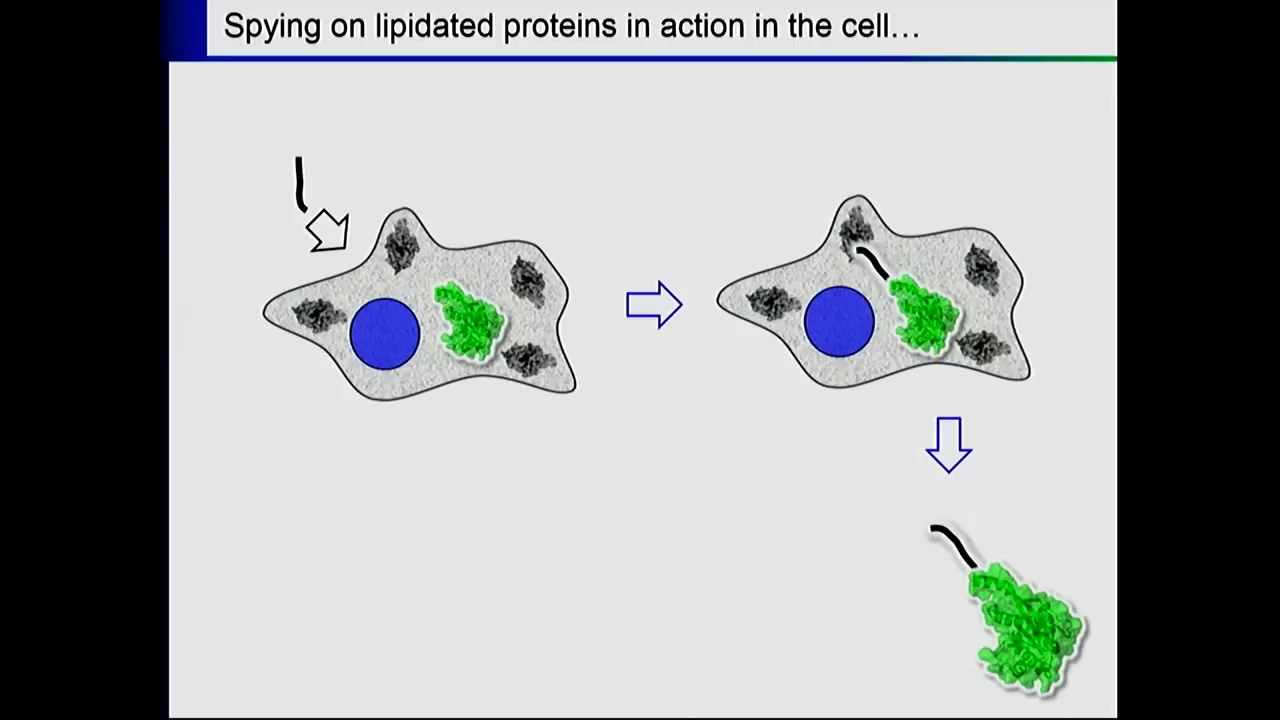 Spying on lipidated proteins in action in the cell…